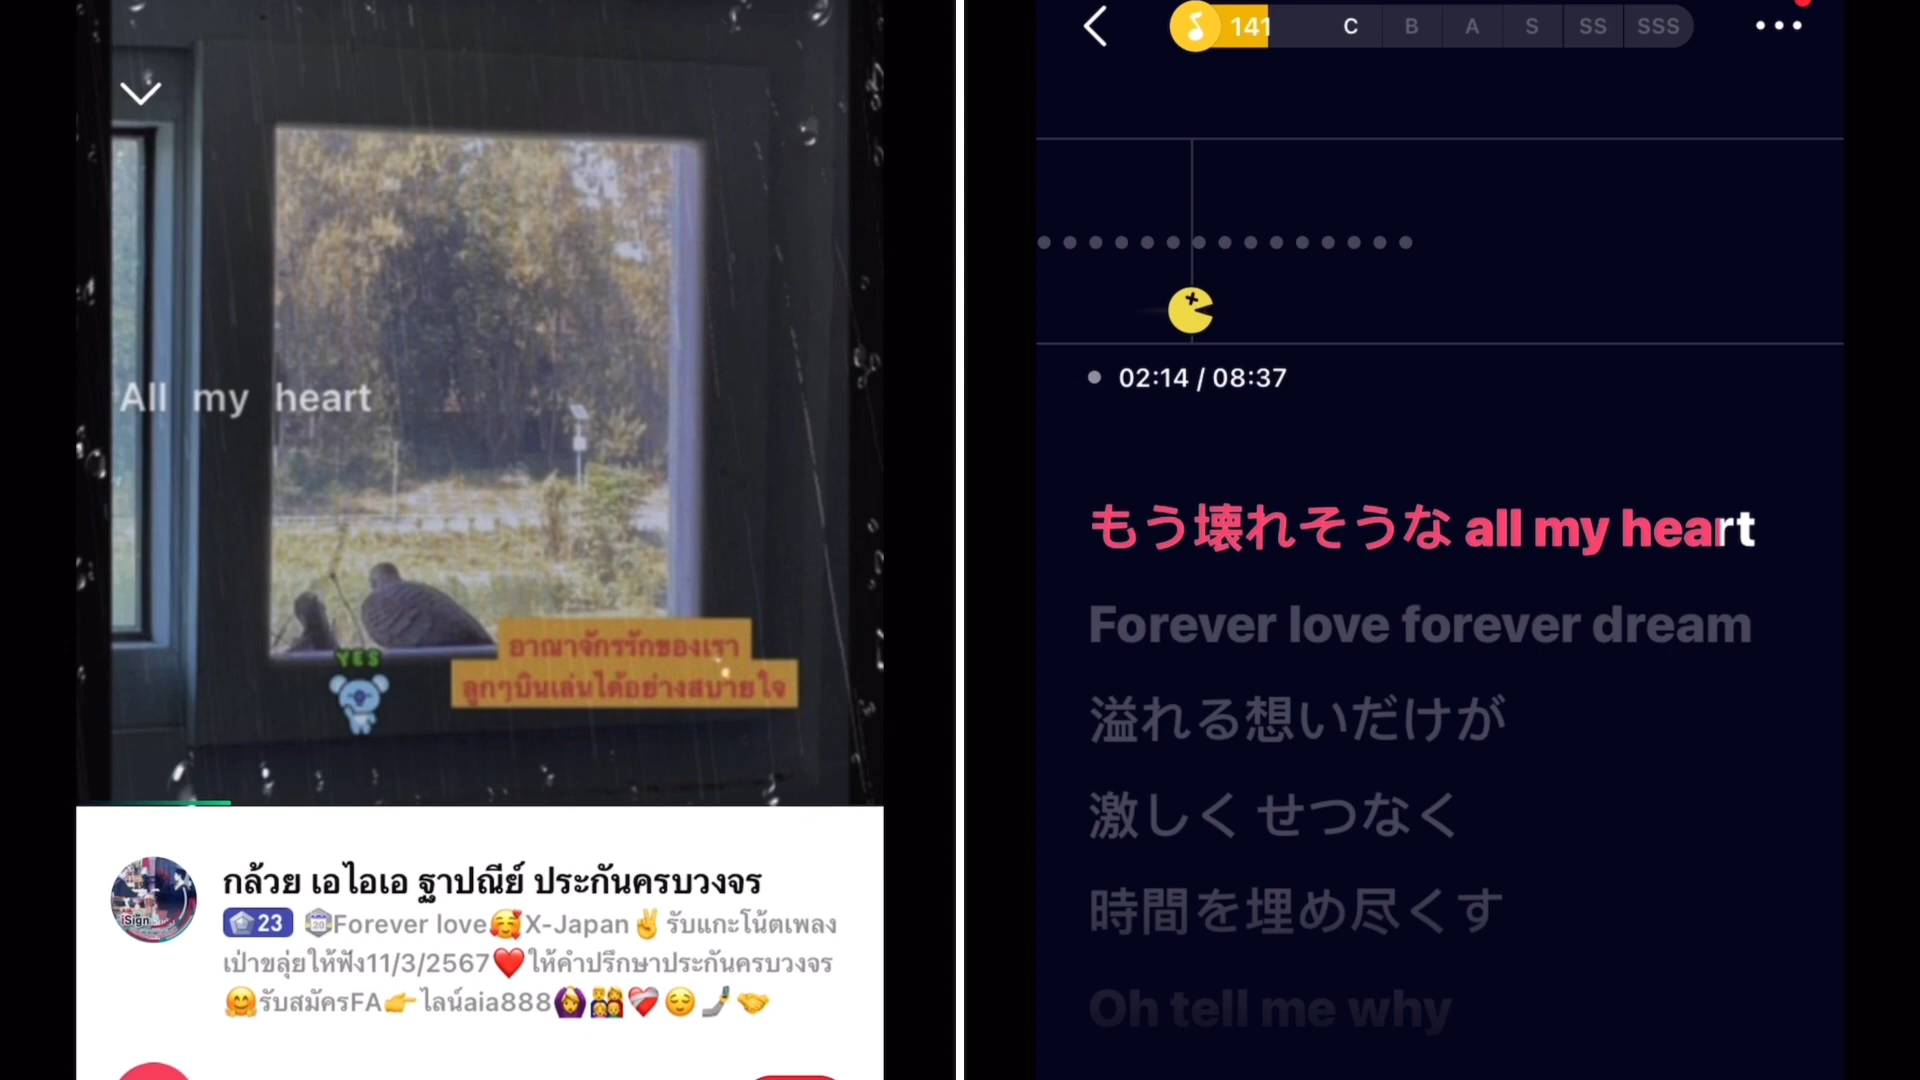 All my heart
YES
อาณาจักรรักของเรา
ลูกๆบินเล่นได้อย่างสบายใจ
iSign
กล้วย เอไอเอ ฐาปณีย์ ประกันครบวงจร
23 20 Forever love🥰X-Japan✌️รับแกะโน้ตเพลง
เป่าขลุ่ยให้ฟัง11/3/2567❤️ให้คำปรึกษาประกันครบวงจร
🤗รับสมัครFA👉ไลน์aia888🙆👨‍👩‍👧‍👦❤️‍🩹😌🤳🤝
141 C B A S SS SSS
02:14 / 08:37
もう壊れそうな all my heart
Forever love forever dream
溢れる想いだけが
激しく せつなく
時間を埋め尽くす
Oh tell me why